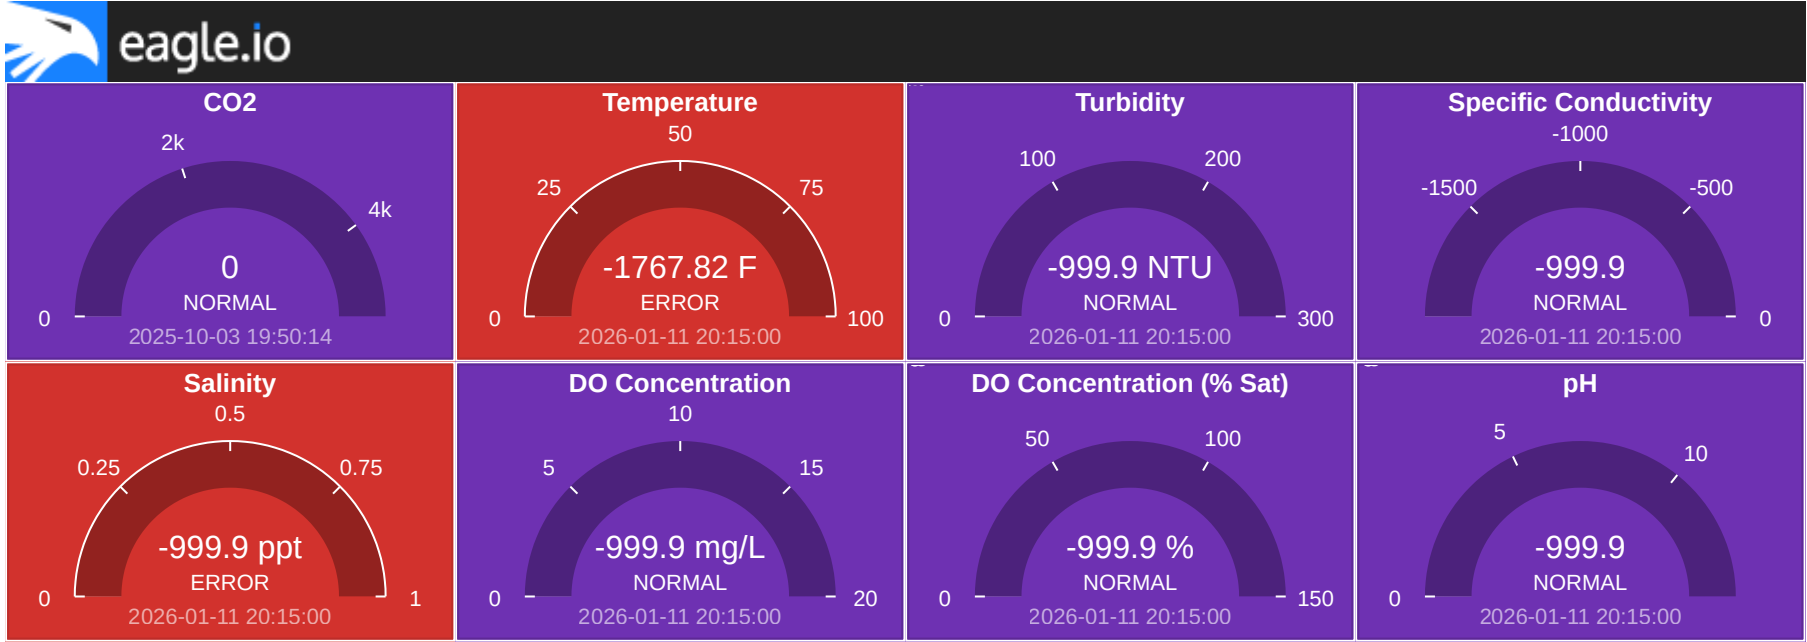 eagle.io
CO2
2k
4k
0
0
NORMAL
2025-10-03 19:50:14
Temperature
50
25
75
-1767.82 F
ERROR
0
100
2026-01-11 20:15:00
Turbidity
100
200
-999.9 NTU
NORMAL
0
300
2026-01-11 20:15:00
Specific Conductivity
-1000
-1500
-500
-999.9
NORMAL
0
2026-01-11 20:15:00
Salinity
0.5
0.25
0.75
-999.9 ppt
ERROR
0
1
2026-01-11 20:15:00
DO Concentration
10
5
15
-999.9 mg/L
NORMAL
0
20
2026-01-11 20:15:00
DO Concentration (% Sat)
50
100
-999.9 %
NORMAL
0
150
2026-01-11 20:15:00
pH
5
10
-999.9
NORMAL
0
2026-01-11 20:15:00